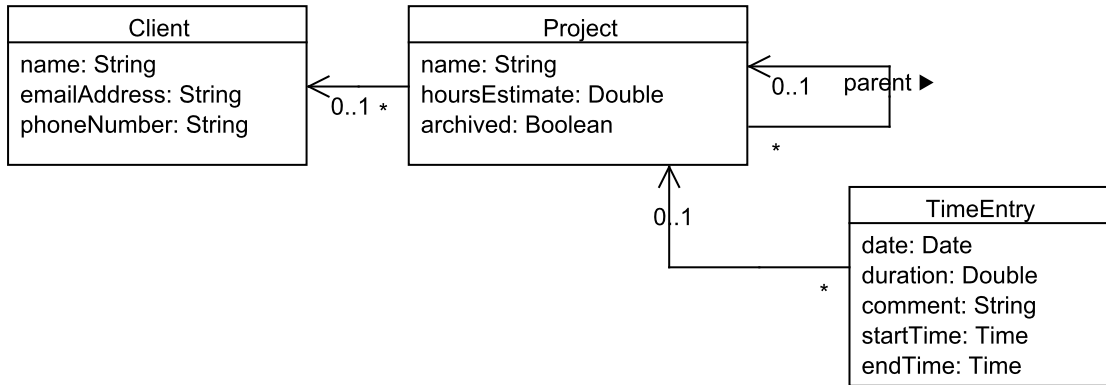 Client
name: String
emailAddress: String
phoneNumber: String
0..1
*
Project
name: String
hoursEstimate: Double
archived: Boolean
0..1
parent ▶
*
0..1
*
TimeEntry
date: Date
duration: Double
comment: String
startTime: Time
endTime: Time